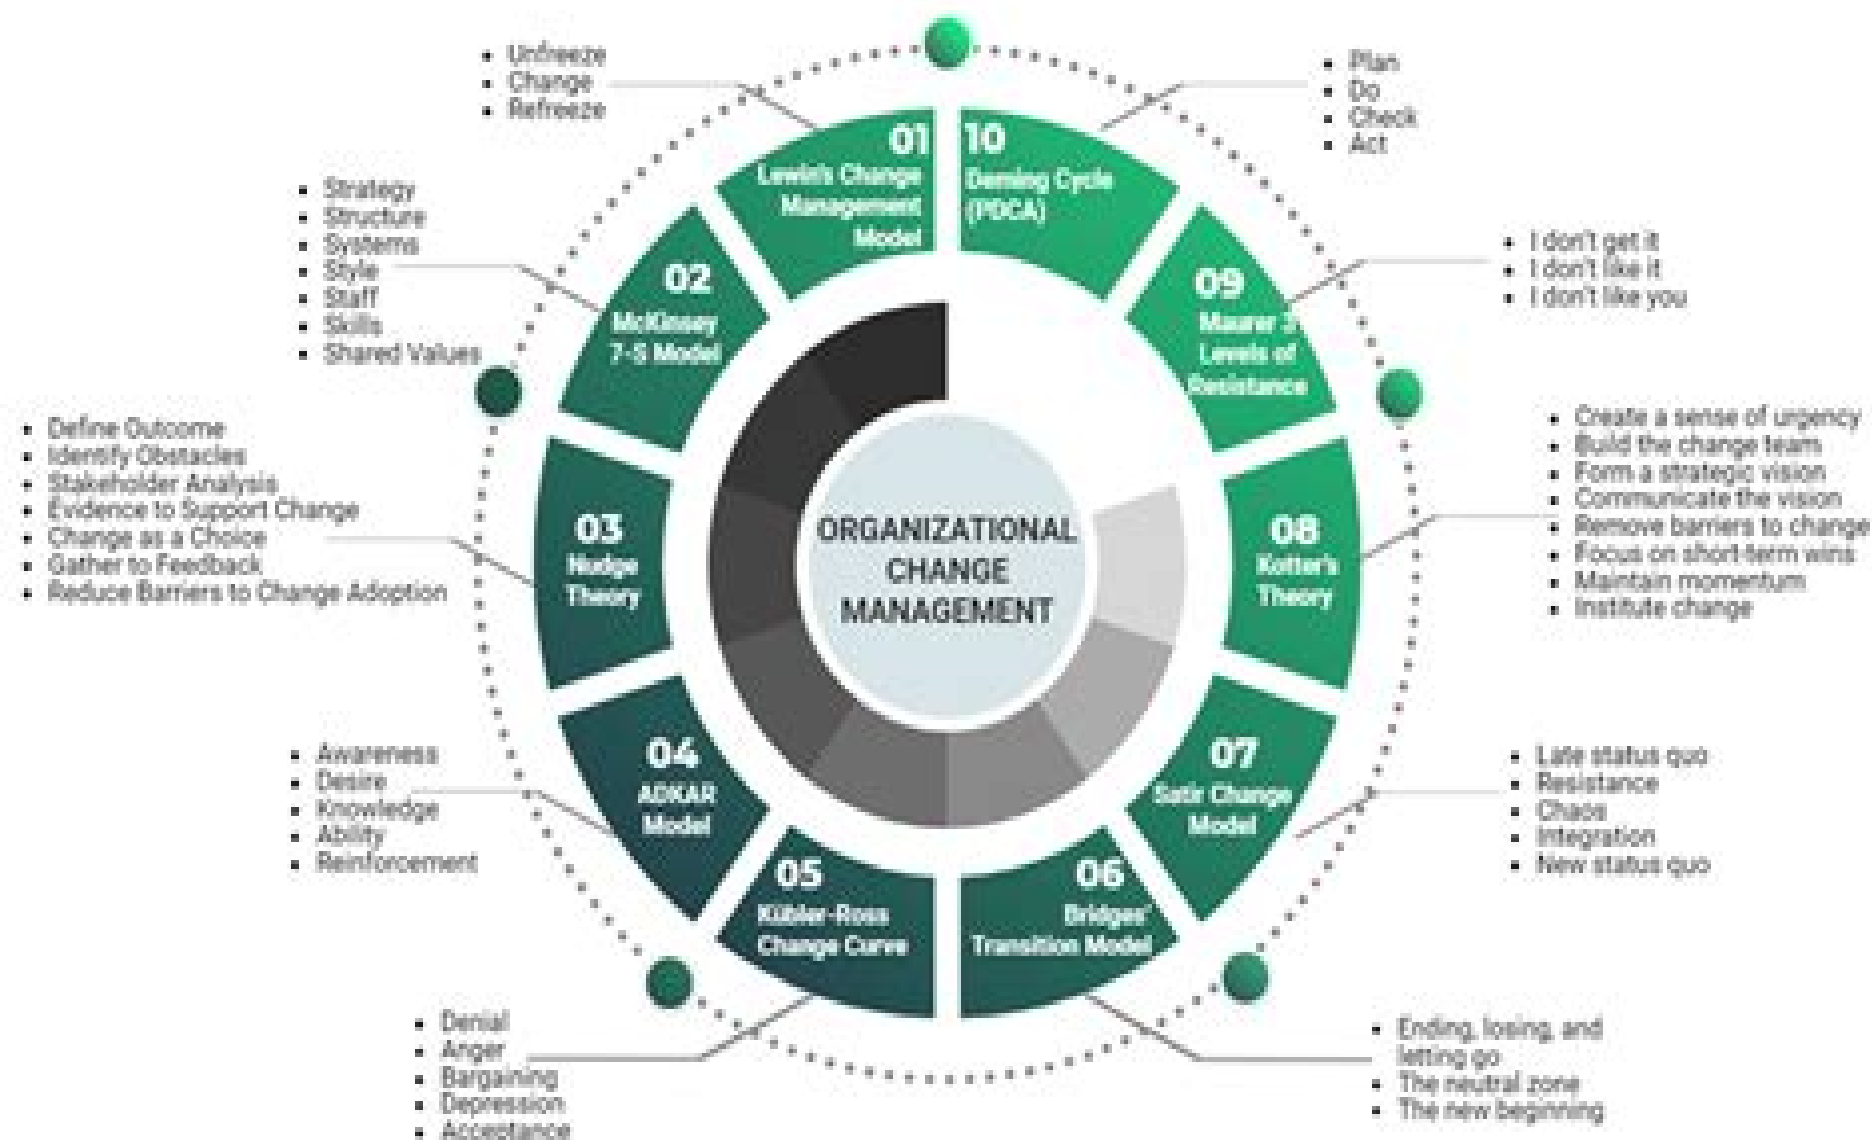 ORGANIZATIONAL
CHANGE
MANAGEMENT
01
Lewin's Change
Management
Model
• Unfreeze
• Change
• Refreeze
02
McKinsey
7-S Model
• Strategy
• Structure
• Systems
• Style
• Staff
• Skills
• Shared Values
03
Nudge
Theory
• Define Outcome
• Identify Obstacles
• Stakeholder Analysis
• Evidence to Support Change
• Change as a Choice
• Gather to Feedback
• Reduce Barriers to Change Adoption
04
ADKAR
Model
• Awareness
• Desire
• Knowledge
• Ability
• Reinforcement
05
Kübler-Ross
Change Curve
• Denial
• Anger
• Bargaining
• Depression
• Acceptance
06
Bridges'
Transition Model
• Ending, losing, and
letting go
• The neutral zone
• The new beginning
07
Satir Change
Model
• Late status quo
• Resistance
• Chaos
• Integration
• New status quo
08
Kotter's
Theory
• Create a sense of urgency
• Build the change team
• Form a strategic vision
• Communicate the vision
• Remove barriers to change
• Focus on short-term wins
• Maintain momentum
• Institute change
09
Maurer 3
Levels of
Resistance
• I don't get it
• I don't like it
• I don't like you
10
Deming Cycle
(PDCA)
• Plan
• Do
• Check
• Act